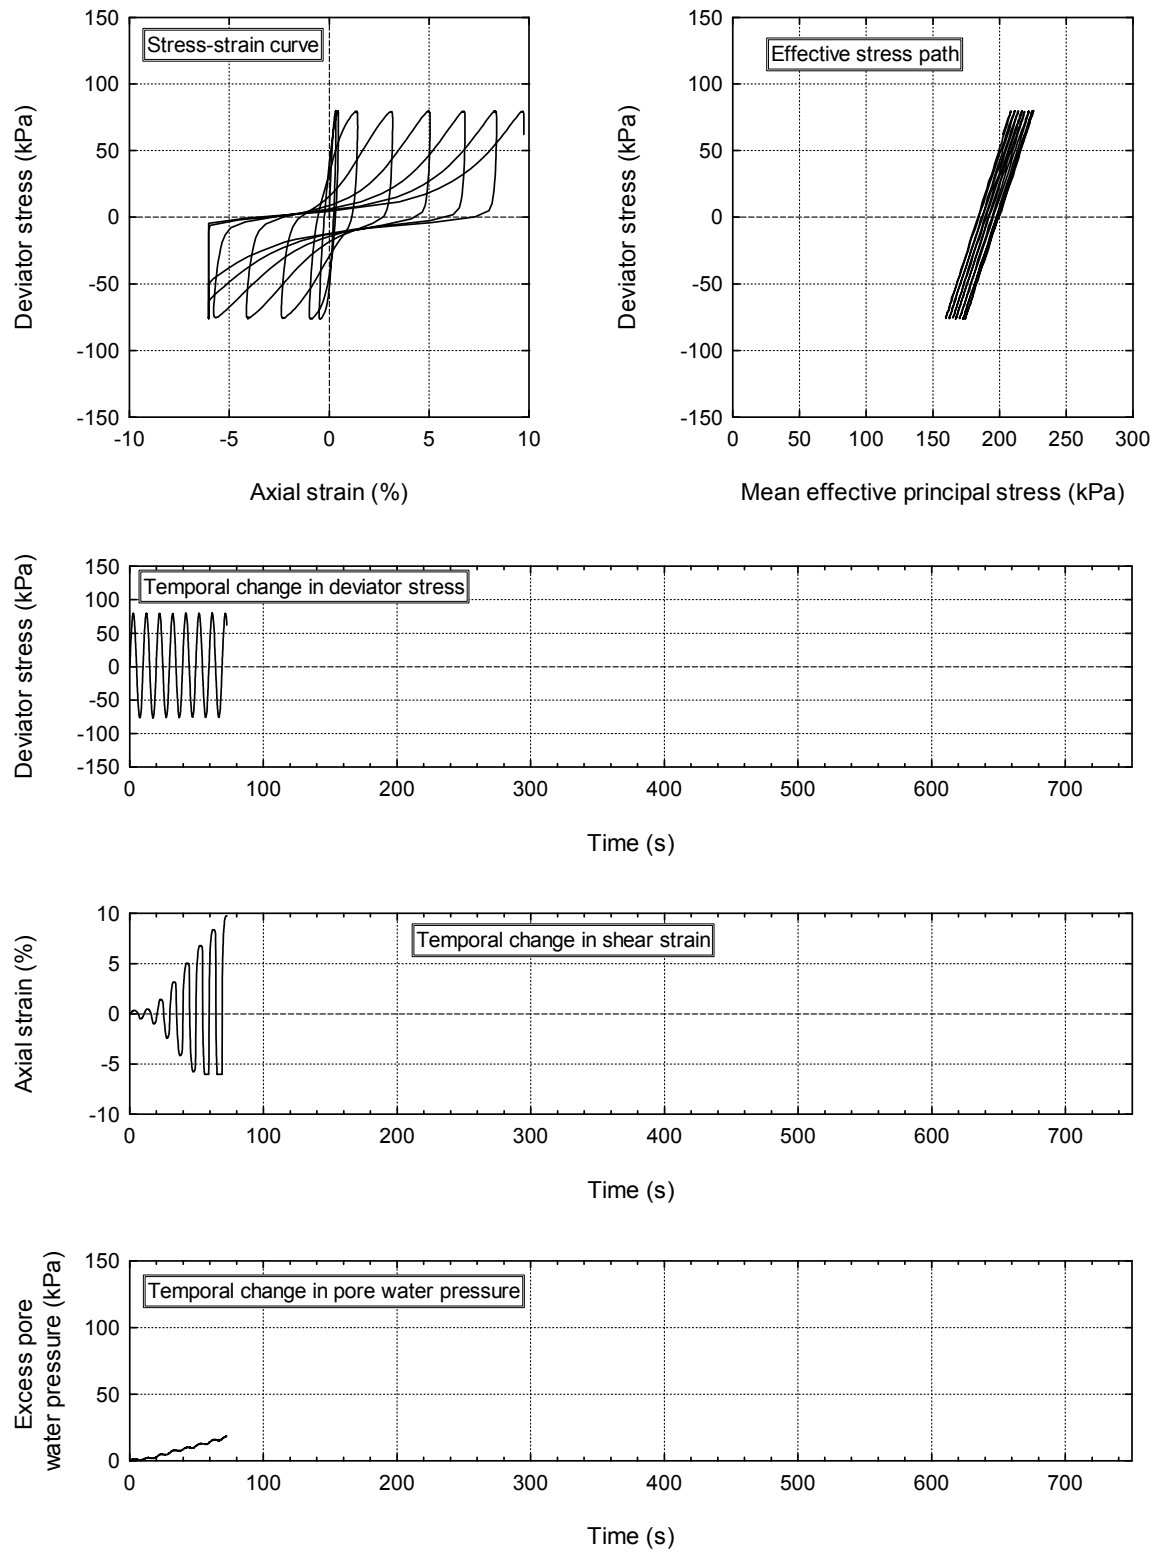 150
100
50
0
-50
-100
-150
Deviator stress (kPa)
Stress-strain curve
-10 -5 0 5 10
Axial strain (%)
150
100
50
0
-50
-100
-150
Deviator stress (kPa)
Effective stress path
0 50 100 150 200 250 300
Mean effective principal stress (kPa)
150
100
50
0
-50
-100
-150
Deviator stress (kPa)
Temporal change in deviator stress
0 100 200 300 400 500 600 700
Time (s)
10
5
0
-5
-10
Axial strain (%)
Temporal change in shear strain
0 100 200 300 400 500 600 700
Time (s)
150
100
50
0
Excess pore
water pressure (kPa)
Temporal change in pore water pressure
0 100 200 300 400 500 600 700
Time (s)